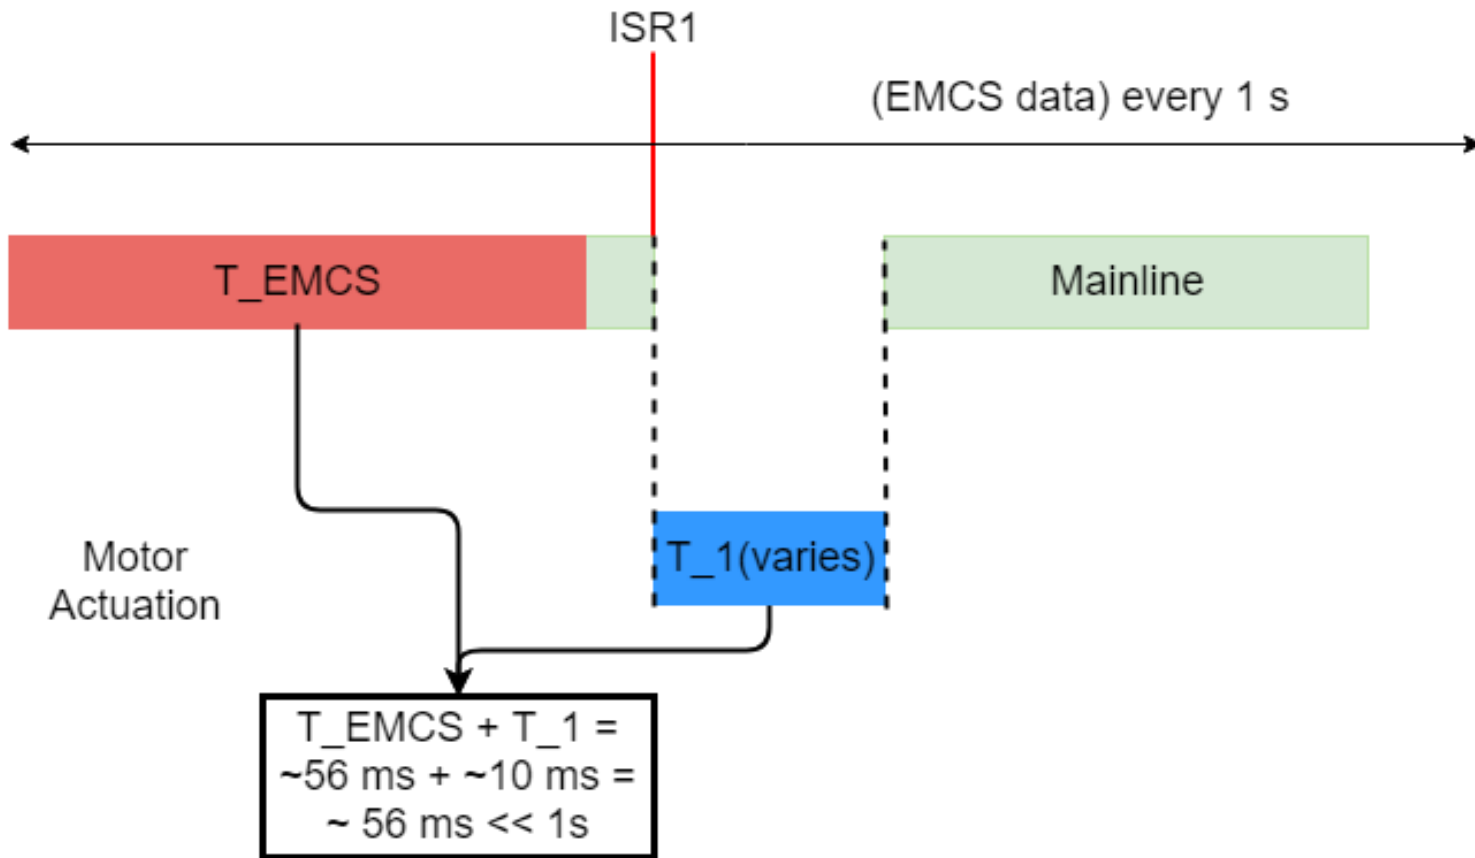 ISR1
(EMCS data) every 1 s
T_EMCS
Mainline
Motor
Actuation
T_1(varies)
T_EMCS + T_1 =
~56 ms + ~10 ms =
~ 56 ms << 1s